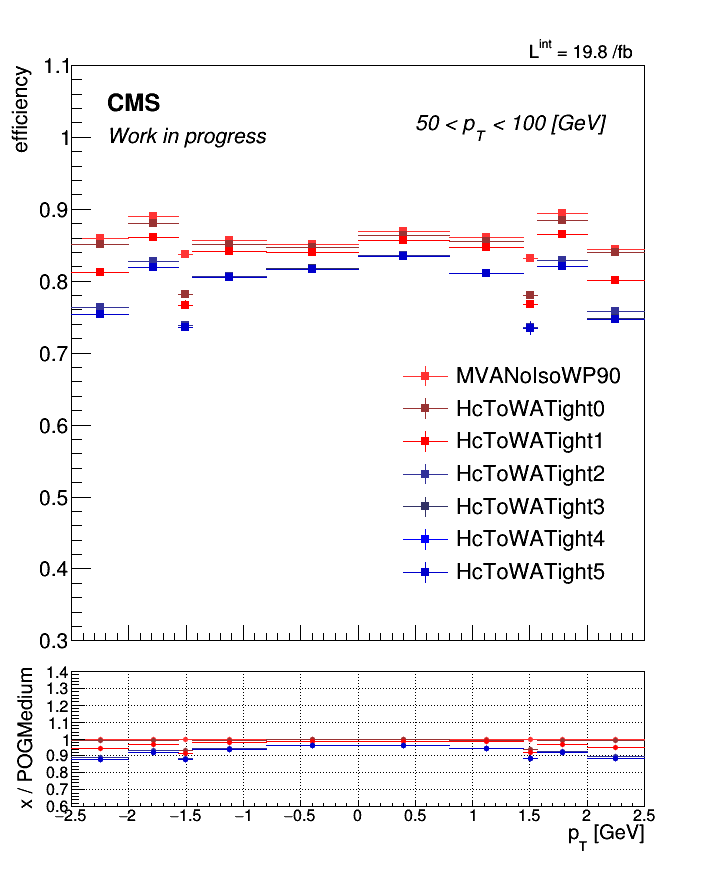 L^int = 19.8 /fb
efficiency
CMS
Work in progress
50 < p_T < 100 [GeV]
1.1
1
0.9
0.8
0.7
0.6
0.5
0.4
0.3
MVANoIsoWP90
HcToWATight0
HcToWATight1
HcToWATight2
HcToWATight3
HcToWATight4
HcToWATight5
x / POGMedium
1.4
1.3
1.2
1.1
1
0.9
0.8
0.7
0.6
−2.5 −2 −1.5 −1 −0.5 0 0.5 1 1.5 2 2.5
p_T [GeV]